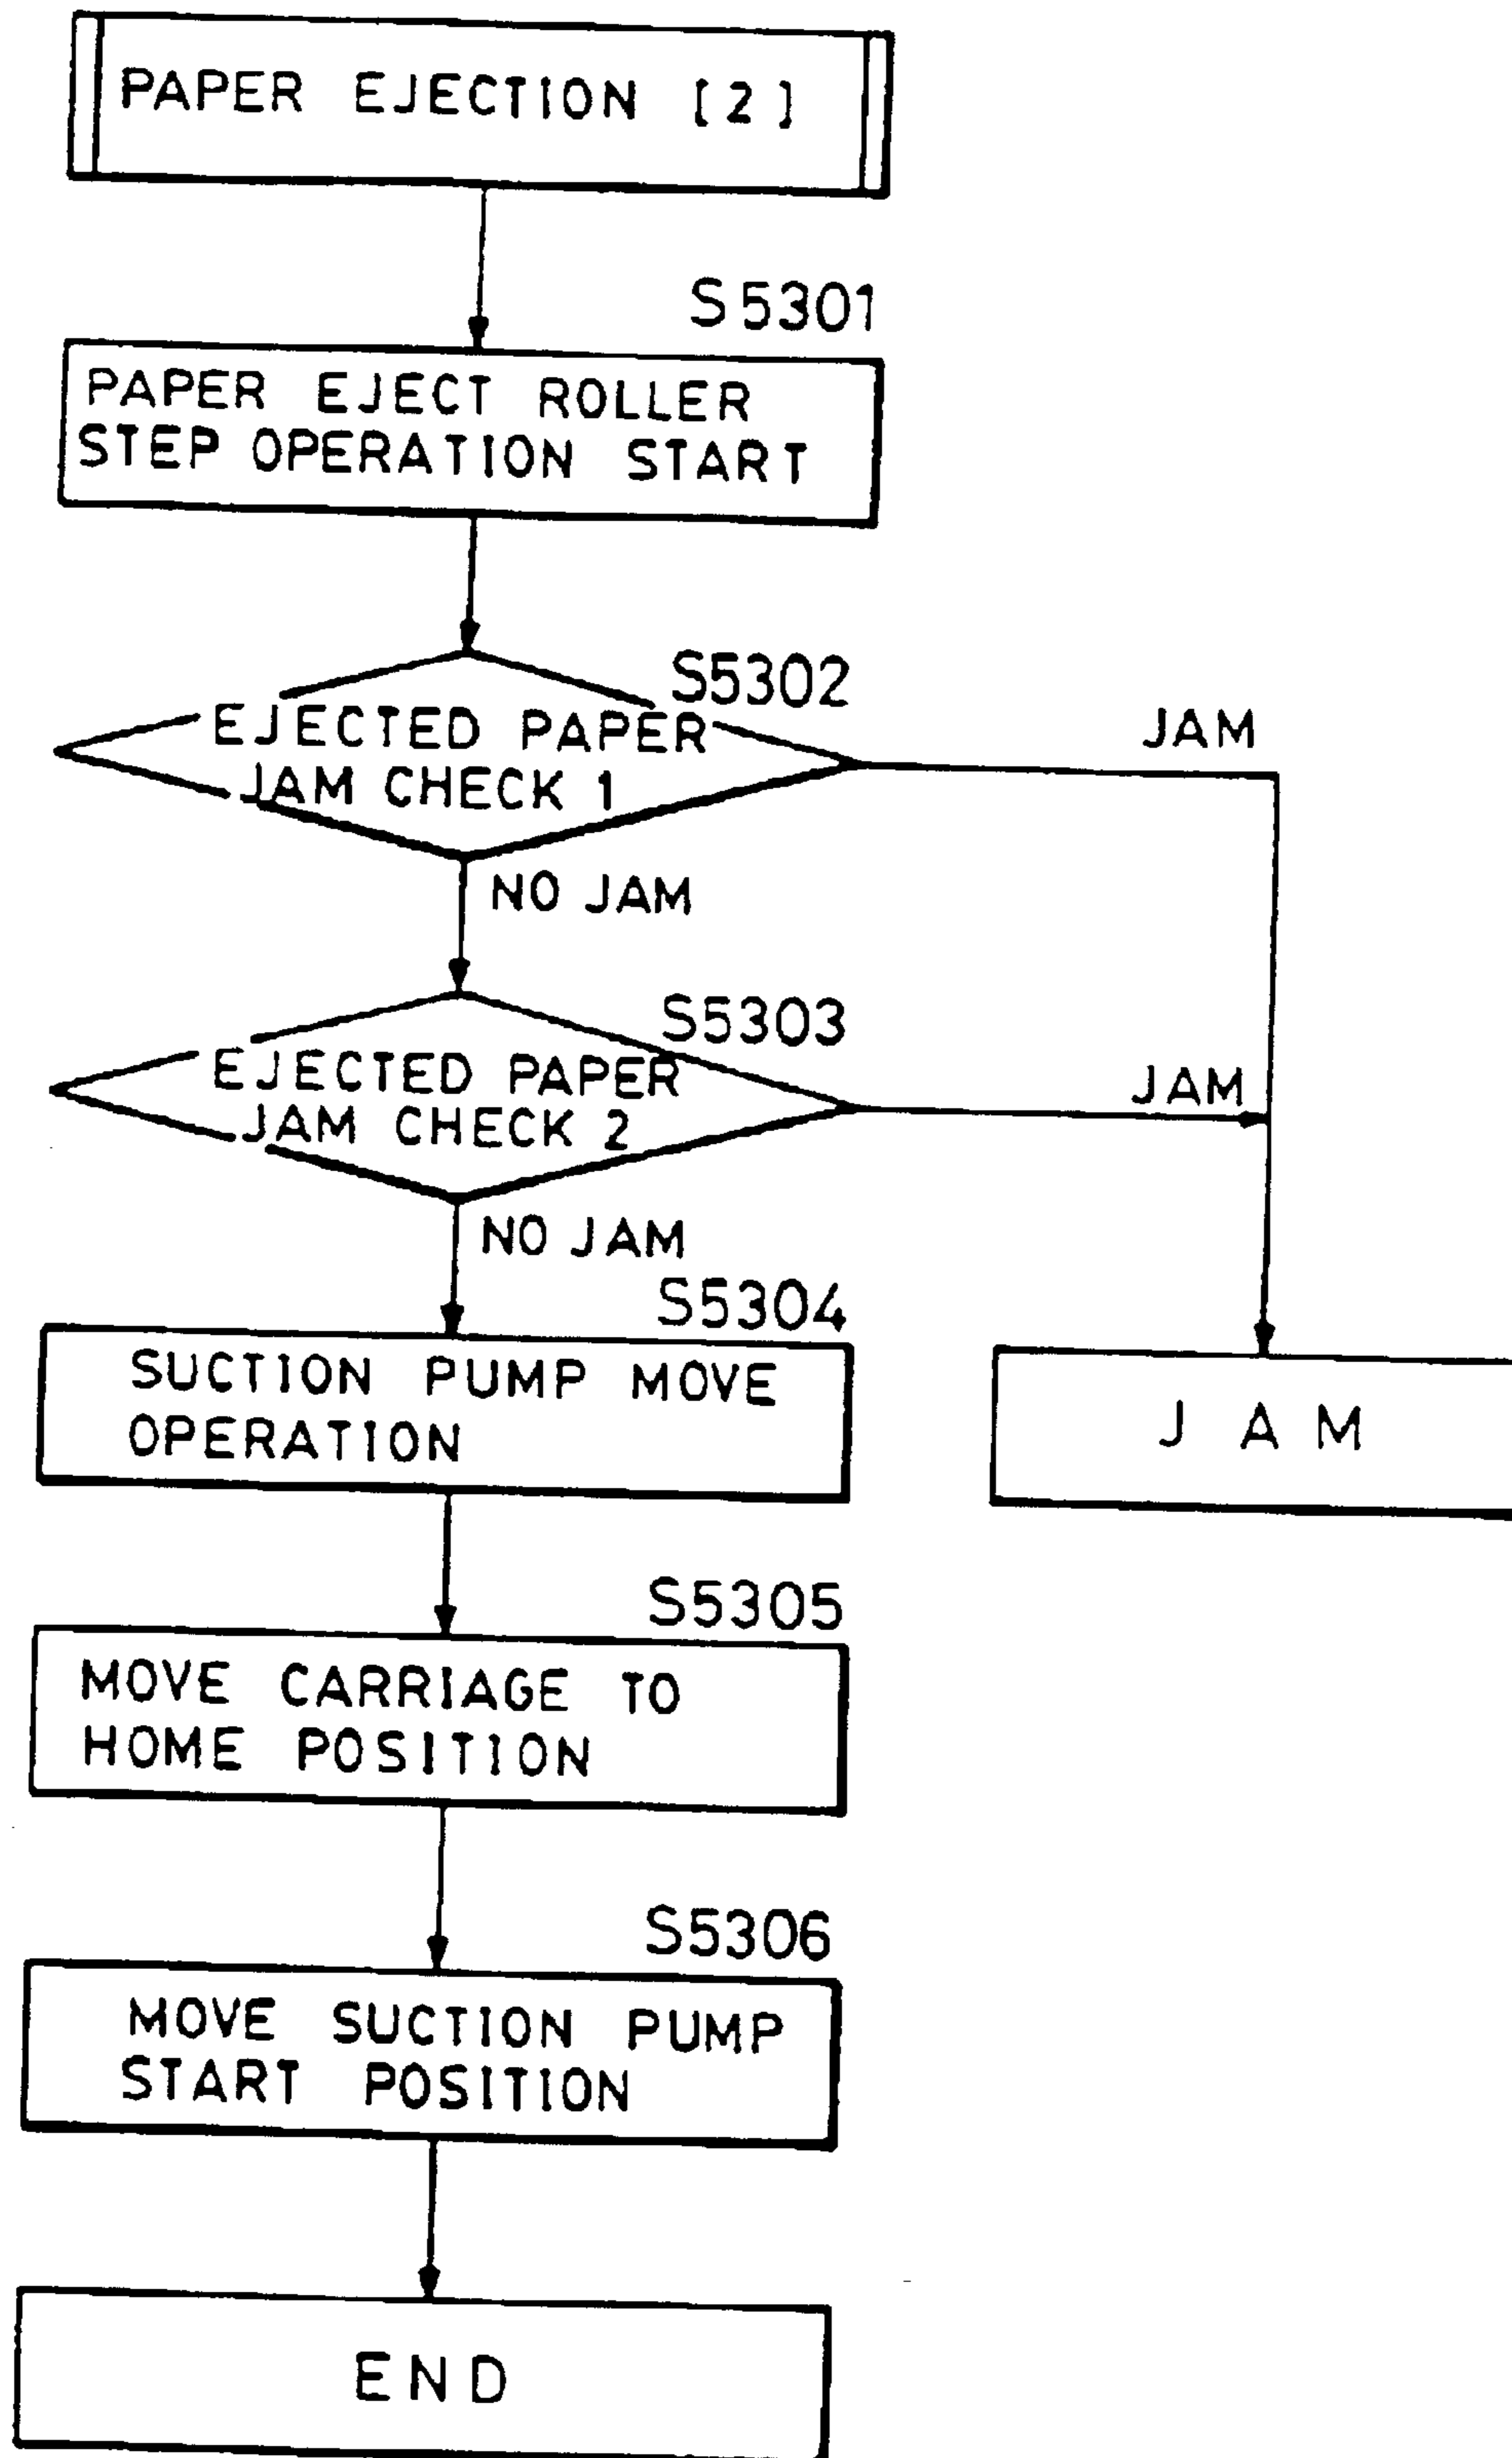 PAPER EJECTION [2]
S5301
PAPER EJECT ROLLER
STEP OPERATION START
S5302
EJECTED PAPER
JAM CHECK 1
JAM
NO JAM
S5303
EJECTED PAPER
JAM CHECK 2
JAM
NO JAM
S5304
SUCTION PUMP MOVE
OPERATION
JAM
S5305
MOVE CARRIAGE TO
HOME POSITION
S5306
MOVE SUCTION PUMP
START POSITION
END